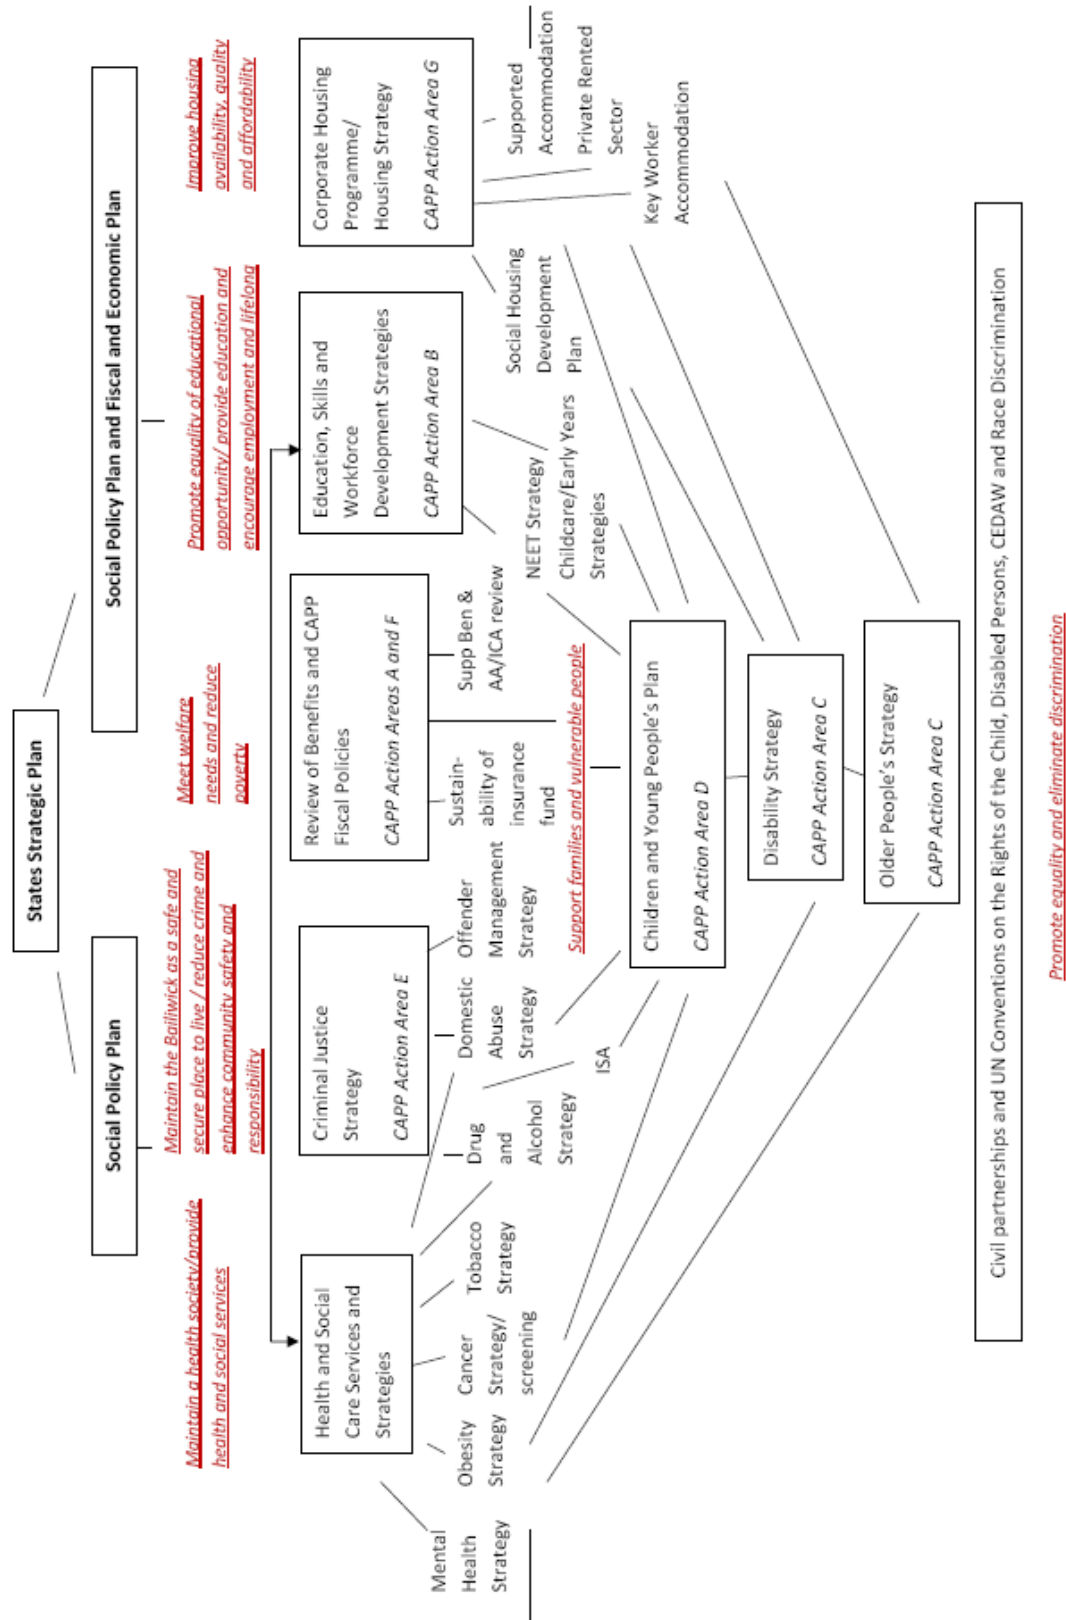 States Strategic Plan
Social Policy Plan
Social Policy Plan and Fiscal and Economic Plan
Maintain a health society/provide
health and social services
Maintain the Bailiwick as a safe and
secure place to live / reduce crime and
enhance community safety and
responsibility
Meet welfare
needs and reduce
poverty
Promote equality of educational
opportunity/ provide education and
encourage employment and lifelong
Improve housing
availability, quality
and affordability
Health and Social
Care Services and
Strategies
Criminal Justice
Strategy
CAPP Action Area E
Review of Benefits and CAPP
Fiscal Policies
CAPP Action Areas A and F
Education, Skills and
Workforce
Development Strategies
CAPP Action Area B
Corporate Housing
Programme/
Housing Strategy
CAPP Action Area G
Mental
Health
Strategy
Obesity
Strategy
Cancer
Strategy/
screening
Tobacco
Strategy
Drug
and
Alcohol
Strategy
Domestic
Abuse
Strategy
Offender
Management
Strategy
ISA
Sustain-
ability of
insurance
fund
Supp Ben &
AA/ICA review
NEET Strategy
Childcare/Early Years
Strategies
Social Housing
Development
Plan
Supported
Accommodation
Private Rented
Sector
Key Worker
Accommodation
Support families and vulnerable people
Children and Young People's Plan
CAPP Action Area D
Disability Strategy
CAPP Action Area C
Older People's Strategy
CAPP Action Area C
Civil partnerships and UN Conventions on the Rights of the Child, Disabled Persons, CEDAW and Race Discrimination
Promote equality and eliminate discrimination